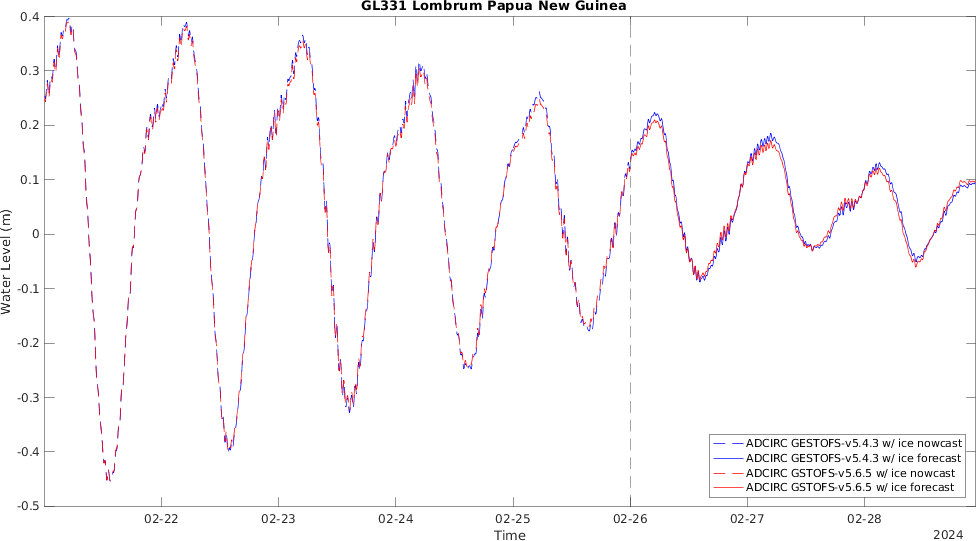 GL331 Lombrum Papua New Guinea
0.4
0.3
0.2
0.1
0
-0.1
-0.2
-0.3
-0.4
-0.5
Water Level (m)
ADCIRC GESTOFS-v5.4.3 w/ ice nowcast
ADCIRC GESTOFS-v5.4.3 w/ ice forecast
ADCIRC GSTOFS-v5.6.5 w/ ice nowcast
ADCIRC GSTOFS-v5.6.5 w/ ice forecast
02-22 02-23 02-24 02-25 02-26 02-27 02-28
Time
2024